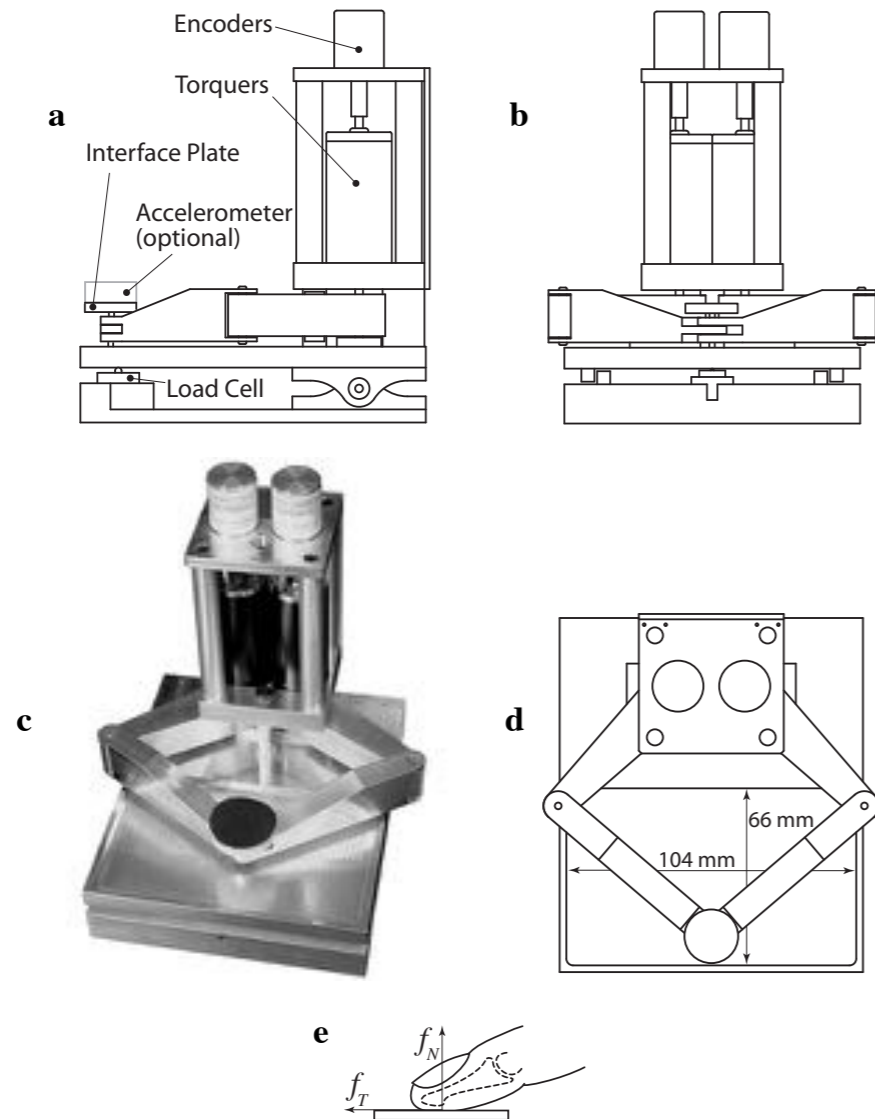 Encoders
Torquers
a
b
Interface Plate
Accelerometer
(optional)
Load Cell
c
d
66 mm
104 mm
e
f_N
f_T